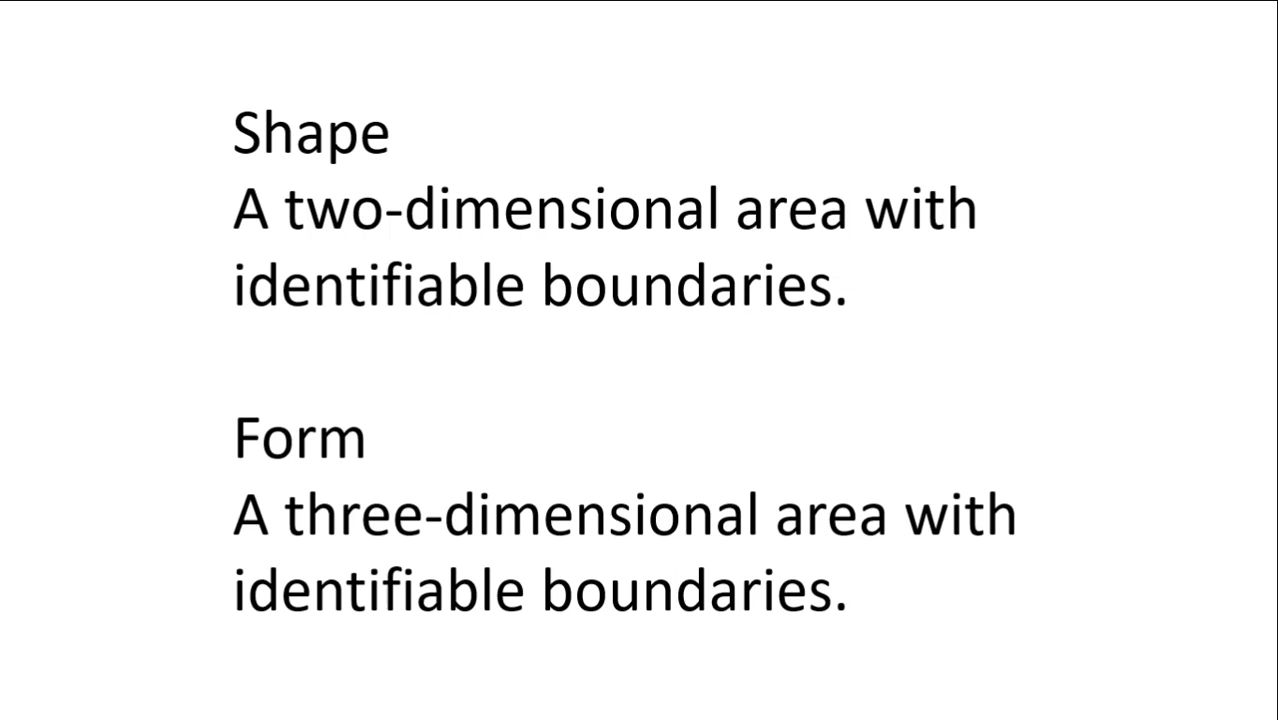 Shape
A two-dimensional area with
identifiable boundaries.
Form
A three-dimensional area with
identifiable boundaries.